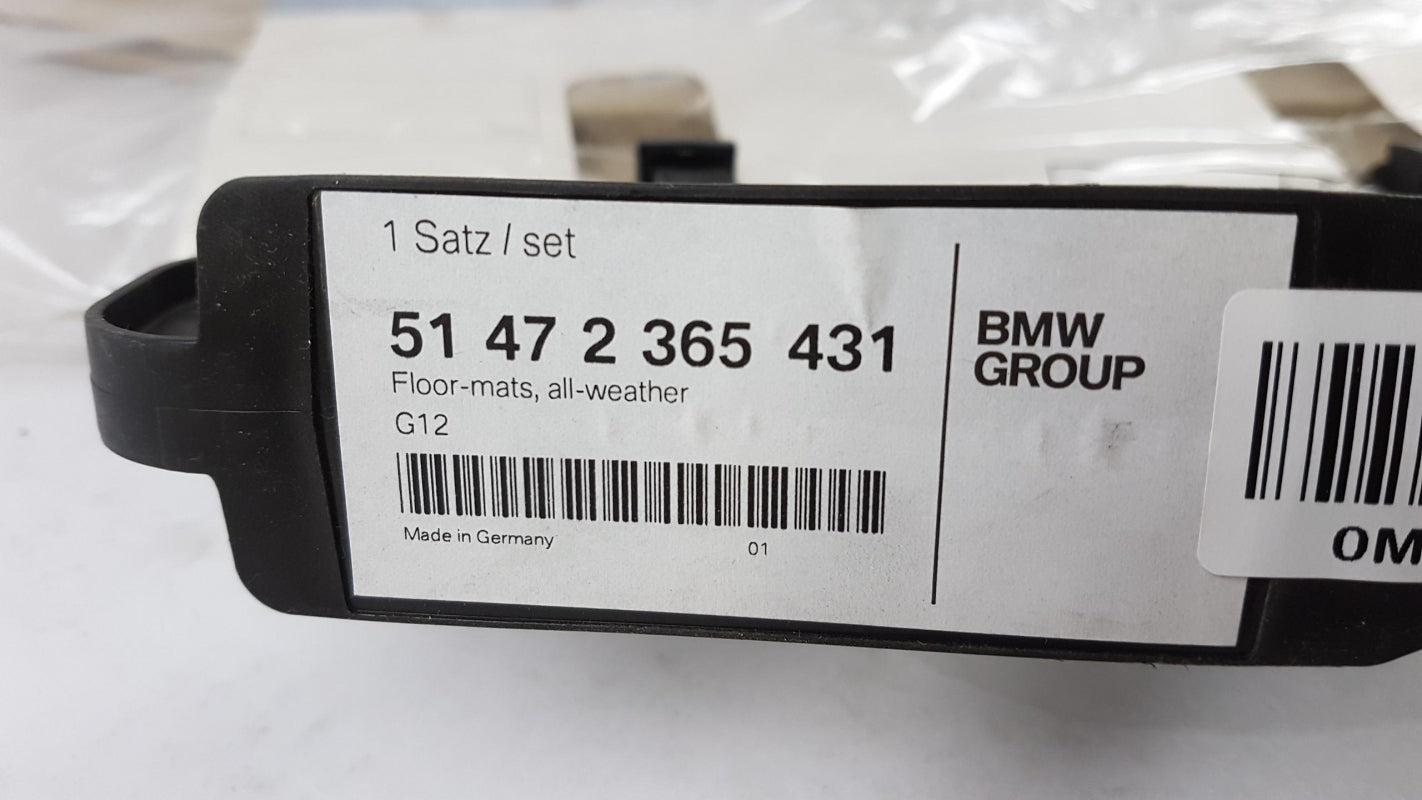 1 Satz / set
51 47 2 365 431
Floor-mats, all-weather
G12
Made in Germany
01
BMW
GROUP
OM